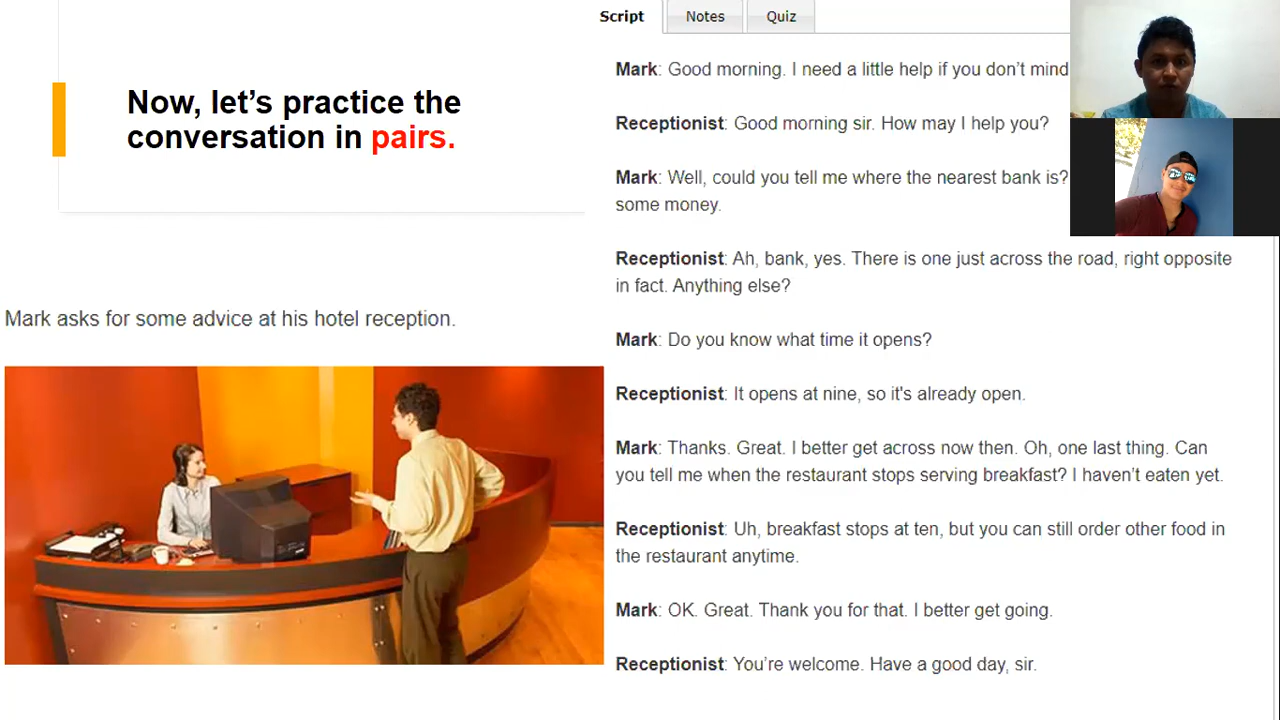 Script Notes Quiz
Now, let’s practice the
conversation in pairs.
Mark asks for some advice at his hotel reception.
Mark: Good morning. I need a little help if you don’t mind
Receptionist: Good morning sir. How may I help you?
Mark: Well, could you tell me where the nearest bank is?
some money.
Receptionist: Ah, bank, yes. There is one just across the road, right opposite
in fact. Anything else?
Mark: Do you know what time it opens?
Receptionist: It opens at nine, so it's already open.
Mark: Thanks. Great. I better get across now then. Oh, one last thing. Can
you tell me when the restaurant stops serving breakfast? I haven’t eaten yet.
Receptionist: Uh, breakfast stops at ten, but you can still order other food in
the restaurant anytime.
Mark: OK. Great. Thank you for that. I better get going.
Receptionist: You’re welcome. Have a good day, sir.